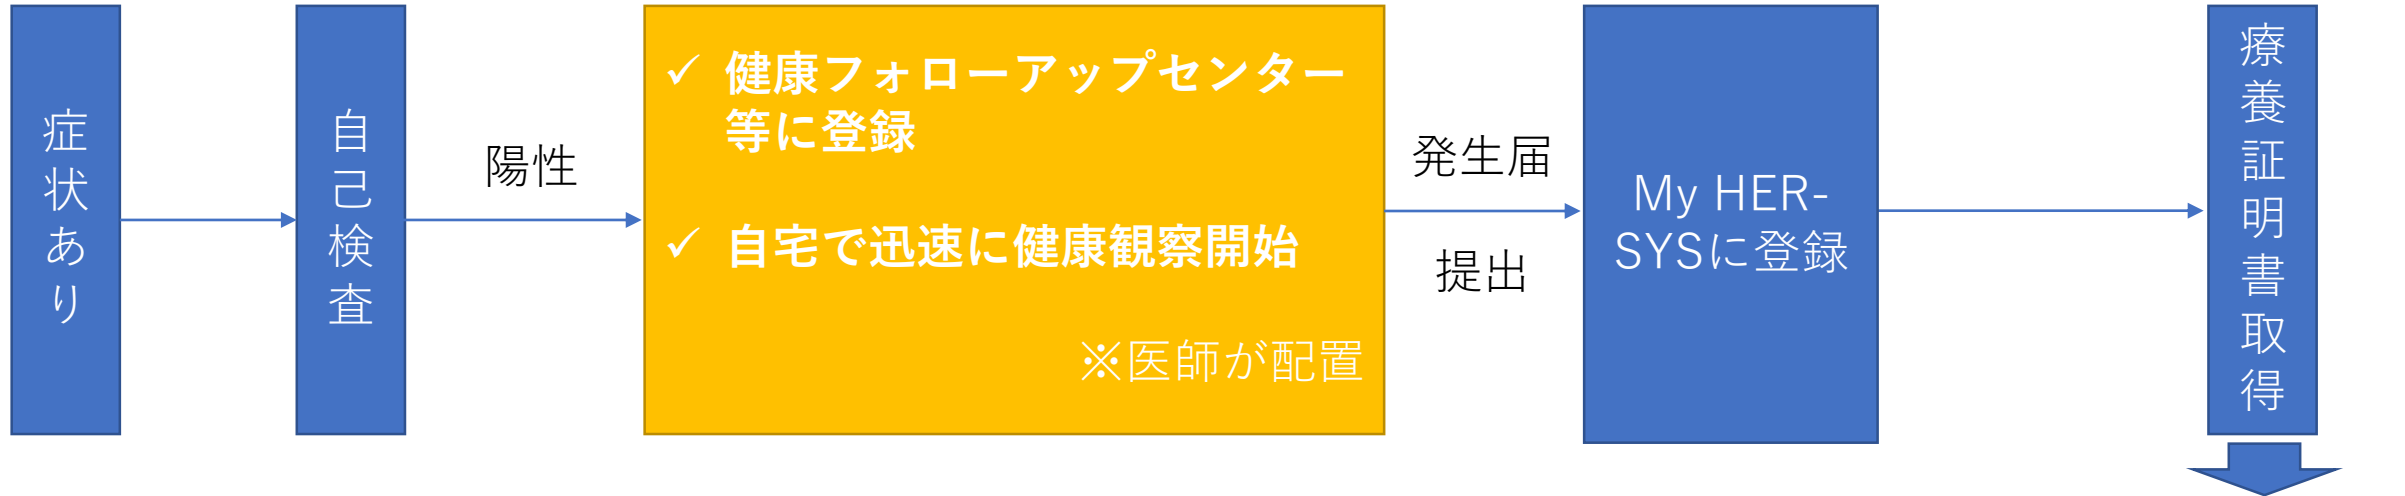 症状あり
自己検査
陽性
✓ 健康フォローアップセンター
等に登録
✓ 自宅で迅速に健康観察開始
※医師が配置
発生届
提出
My HER-
SYSに登録
療養証明書取得